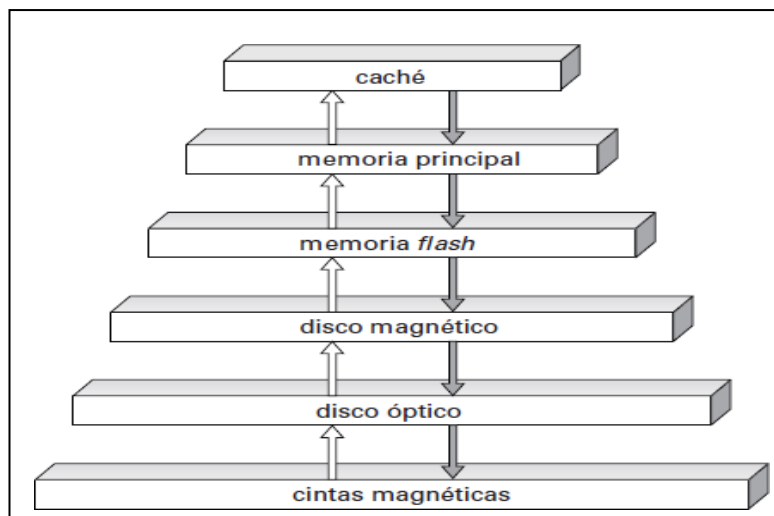 caché
memoria principal
memoria flash
disco magnético
disco óptico
cintas magnéticas